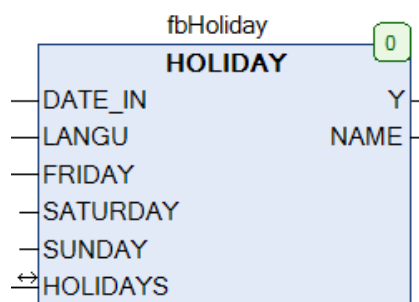 fbHoliday
0
HOLIDAY
DATE_IN Y
LANGU NAME
FRIDAY
SATURDAY
SUNDAY
HOLIDAYS